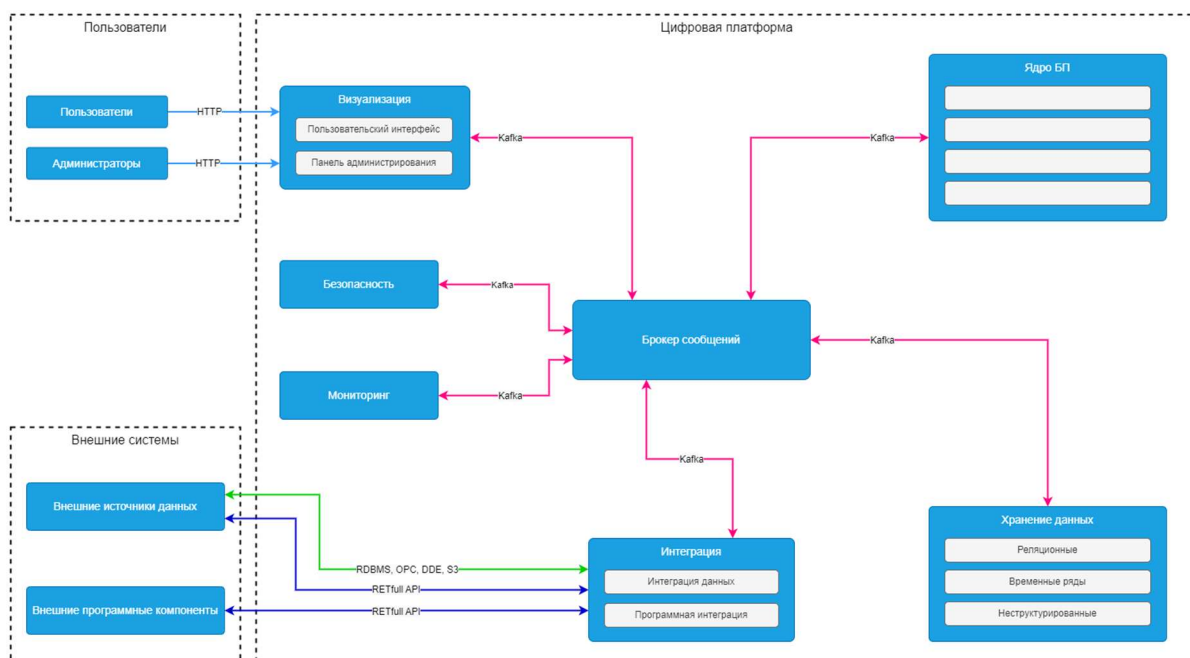 Пользователи
Цифровая платформа
Пользователи
HTTP
Администраторы
HTTP
Визуализация
Пользовательский интерфейс
Панель администрирования
Kafka
Kafka
Ядро БП
Безопасность
Kafka
Брокер сообщений
Kafka
Мониторинг
Kafka
Kafka
Внешние системы
Внешние источники данных
RDBMS, OPC, DDE, S3
RETfull API
Внешние программные компоненты
RETfull API
Интеграция
Интеграция данных
Программная интеграция
Хранение данных
Реляционные
Временные ряды
Неструктурированные